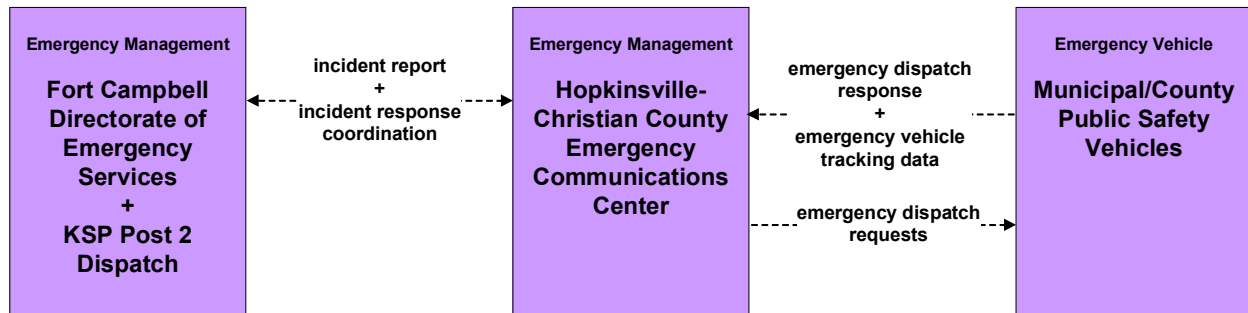 Emergency Management
Fort Campbell
Directorate of
Emergency
Services
+
KSP Post 2
Dispatch
incident report
+
incident response
coordination
Emergency Management
Hopkinsville-
Christian County
Emergency
Communications
Center
emergency dispatch
response
+
emergency vehicle
tracking data
emergency dispatch
requests
Emergency Vehicle
Municipal/County
Public Safety
Vehicles